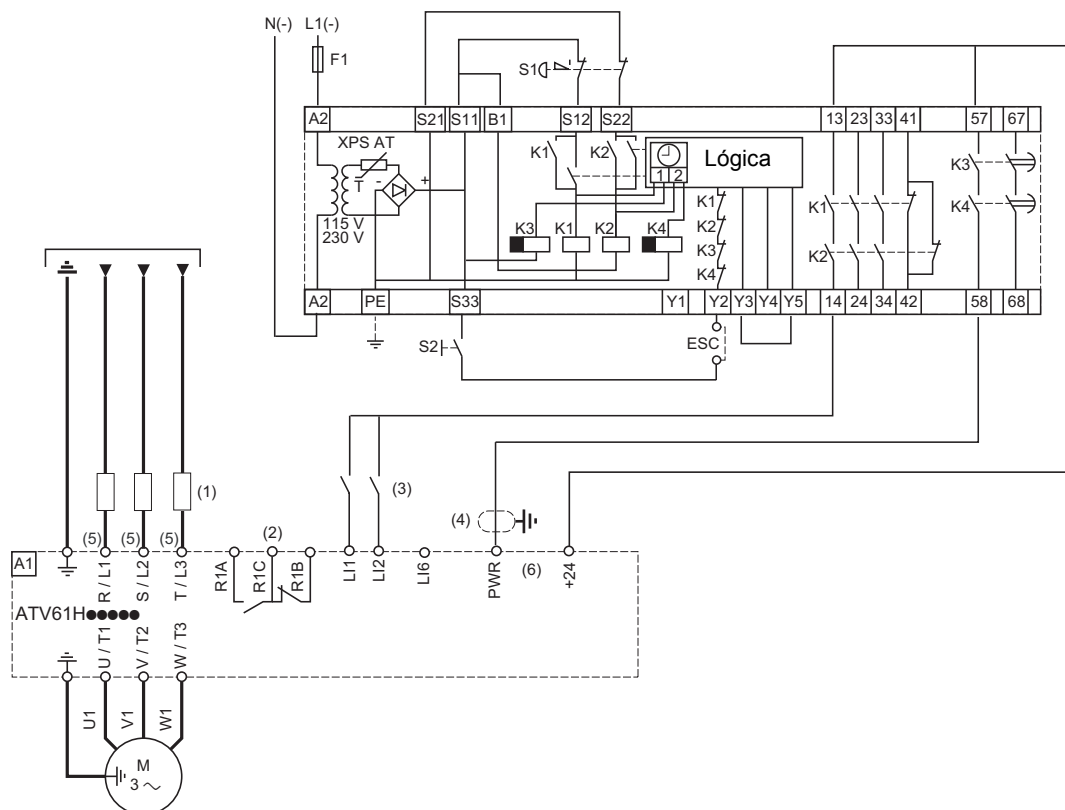 N(-) L1(-)
F1
S1
A2 S21 S11 B1 S12 S22 13 23 33 41 57 67
XPS AT
T
-
+
115 V
230 V
K1
K2
1 2
Lógica
K3
K1
K2
K4
K1
K2
K3
K4
K1
K2
K3
K4
A2 PE S33 Y1 Y2 Y3 Y4 Y5 14 24 34 42 58 68
S2
ESC
(1)
(3)
(4)
(5) (5) (5)
(2)
(6)
A1
R / L1
S / L2
T / L3
R1A
R1C
R1B
LI1
LI2
LI6
PWR
+24
ATV61H●●●●●
U / T1
V / T2
W / T3
U1
V1
W1
M
3 ~